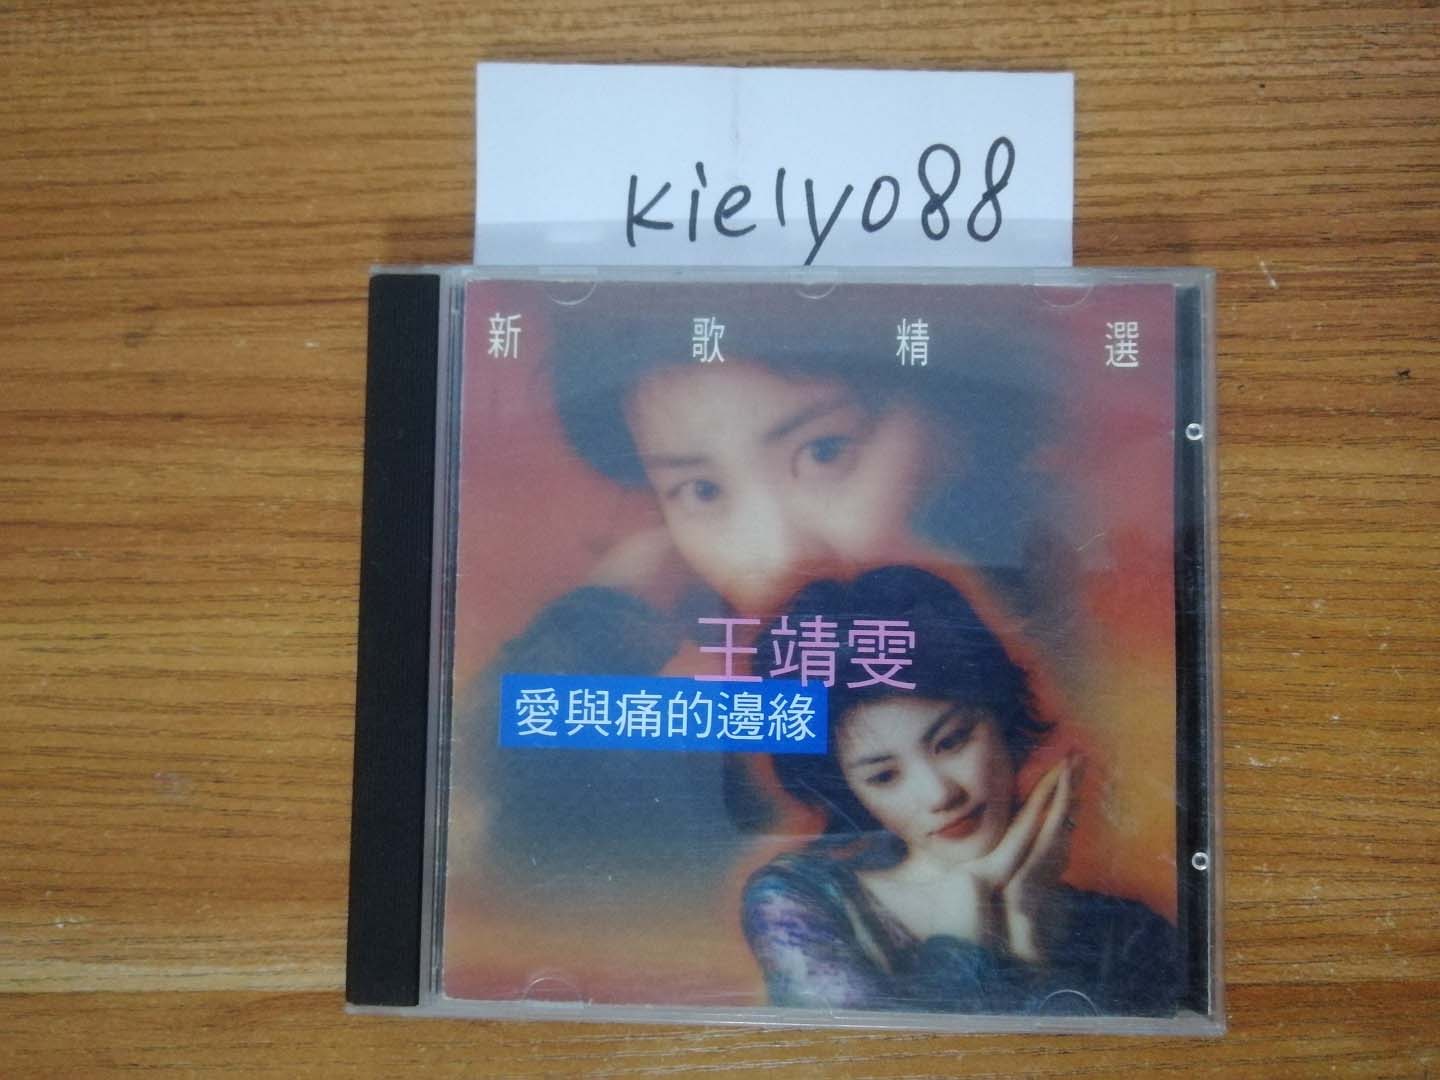 kiely088
新歌精選
王靖雯
愛與痛的邊緣